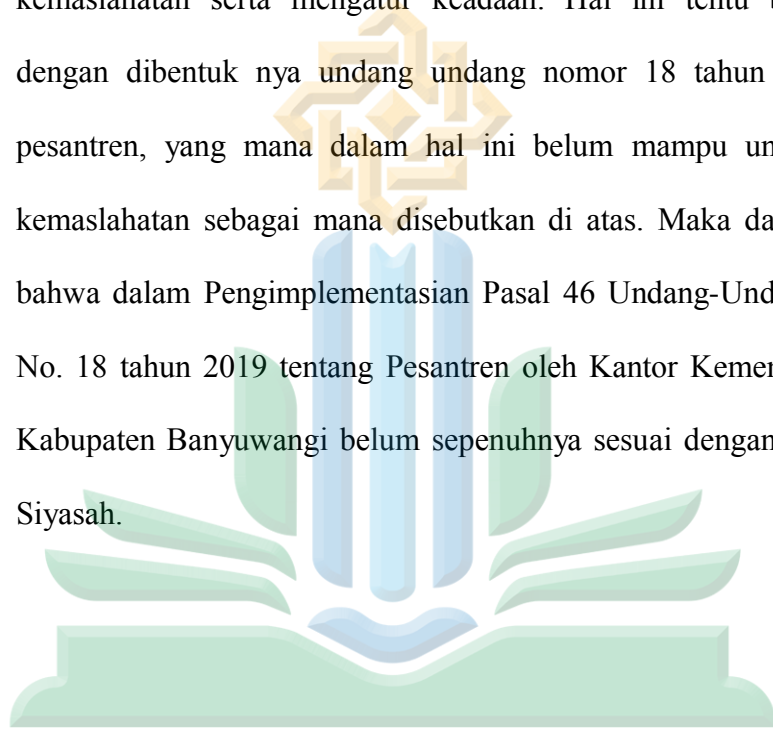 kemaslahatan serta mengatur keadaan. Hal ini tentu
dengan dibentuk nya undang undang nomor 18 tahun
pesantren, yang mana dalam hal ini belum mampu
kemaslahatan sebagai mana disebutkan di atas. Maka
bahwa dalam Pengimplementasian Pasal 46
No. 18 tahun 2019 tentang Pesantren oleh Kantor
Kabupaten Banyuwangi belum sepenuhnya sesuai dengan
Siyasah.